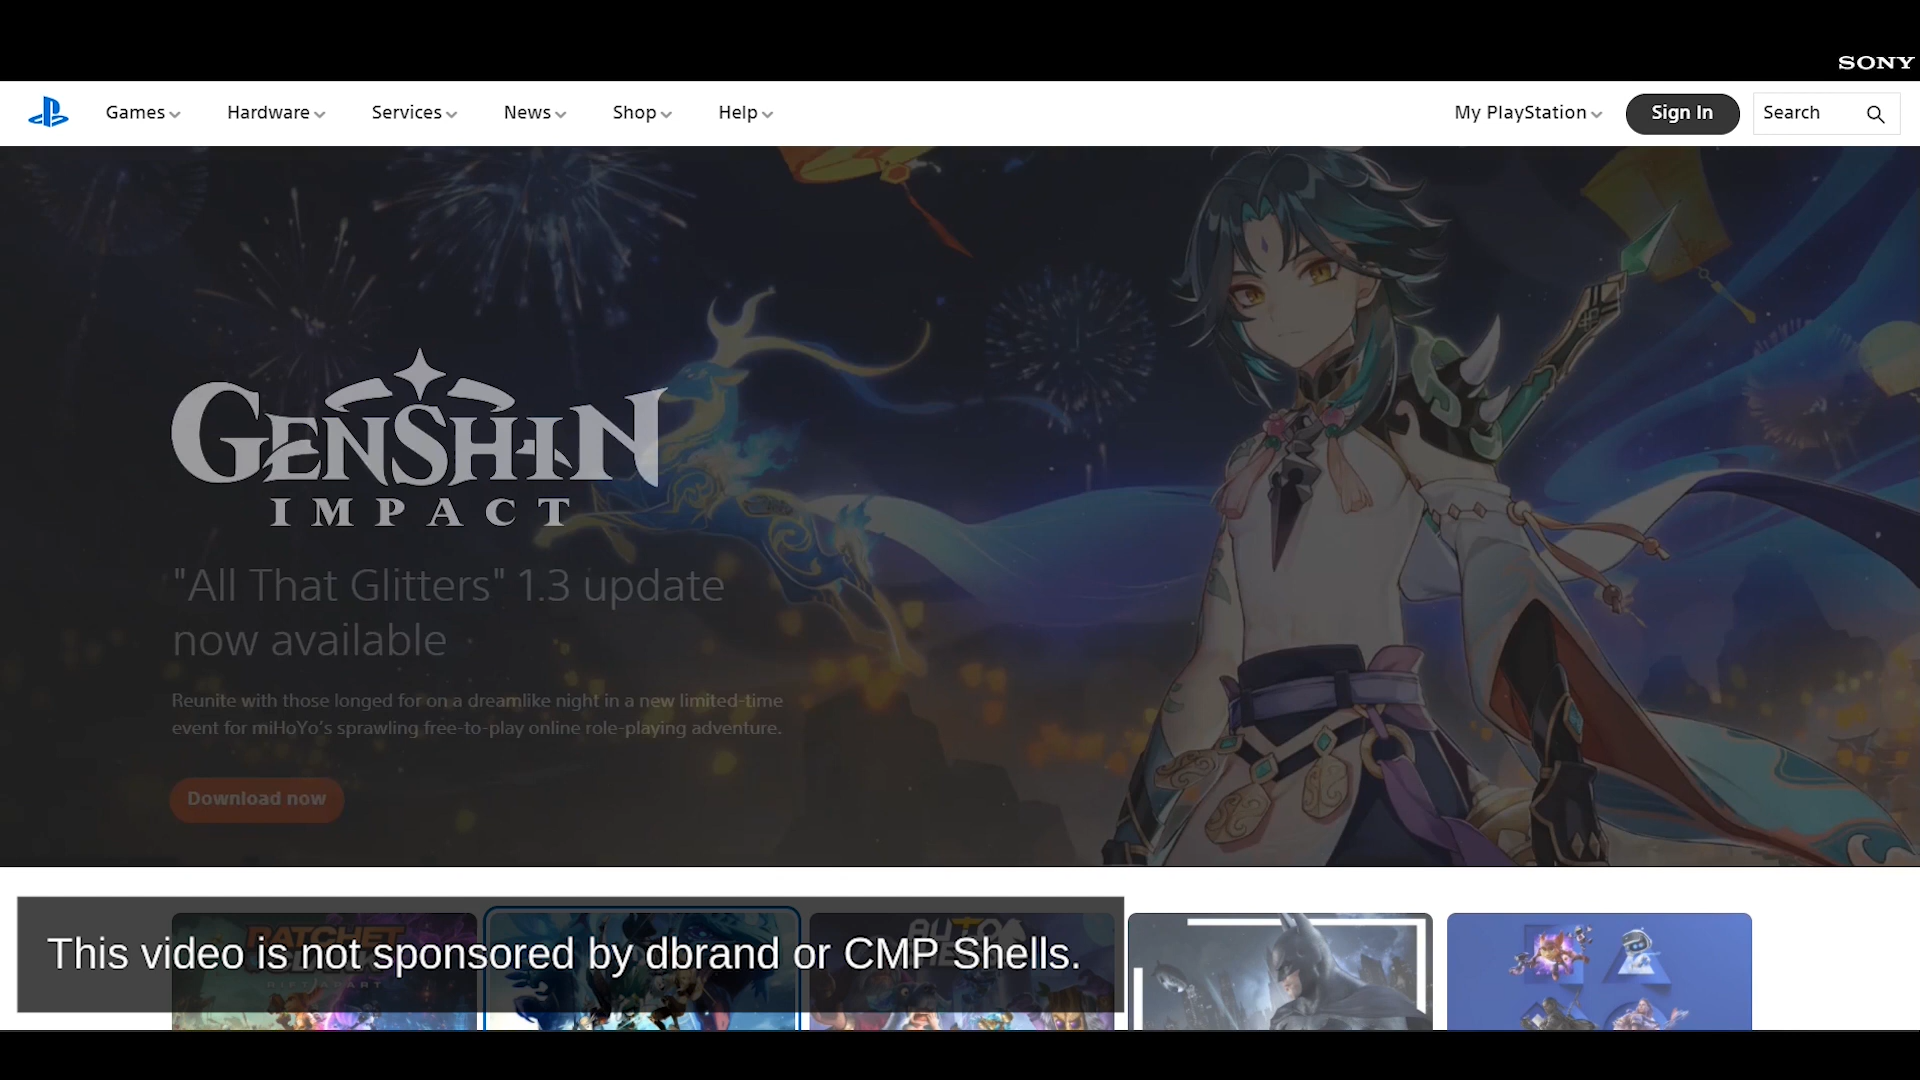 SONY
Games
Hardware
Services
News
Shop
Help
My PlayStation
Sign In
Search
GENSHIN
IMPACT
"All That Glitters" 1.3 update
now available
Reunite with those longed for on a dreamlike night in a new limited-time
event for miHoYo's sprawling free-to-play online role-playing adventure.
Download now
RATCHET
RIFT APART
This video is not sponsored by dbrand or CMP Shells.